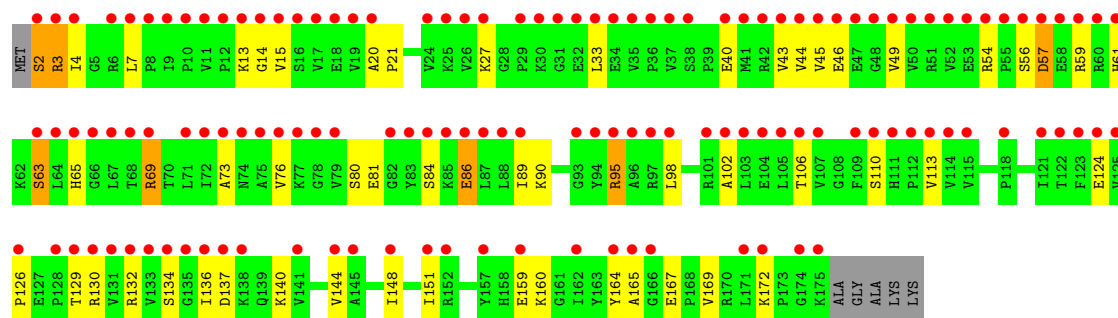 MET S2 R3 I4 G5 R6 L7 P8 I9 P10 V11 P12 K13 G14 V15 S16 V17 E18 V19 A20 P21 V24 K25 V26 K27 G28 P29 K30 G31 E32 L33 E34 V35 P36 V37 S38 P39 E40 M41 R42 V43 V44 V45 E46 E47 G48 V49 V50 R51 V52 E53 R54 P55 S56 D57 E58 R59 R60 H61
K62 S63 L64 H65 G66 L67 T68 R69 T70 L71 I72 A73 N74 A75 V76 K77 G78 V79 S80 E81 G82 Y83 S84 K85 E86 L87 L88 I89 K90 G93 Y94 R95 A96 R97 L98 R101 A102 L103 E104 L105 T106 V107 G108 F109 S110 H111 P112 V113 V114 V115 P118 I121 T122 F123 E124 V125
P126 E127 P128 T129 R130 V131 R132 V133 S134 G135 I136 D137 K138 Q139 K140 V141 V144 A145 I148 I151 R152 Y157 H158 E159 K160 G161 I162 Y163 Y164 A165 G166 E167 P168 V169 R170 L171 K172 P173 G174 K175 ALA GLY ALA LYS LYS